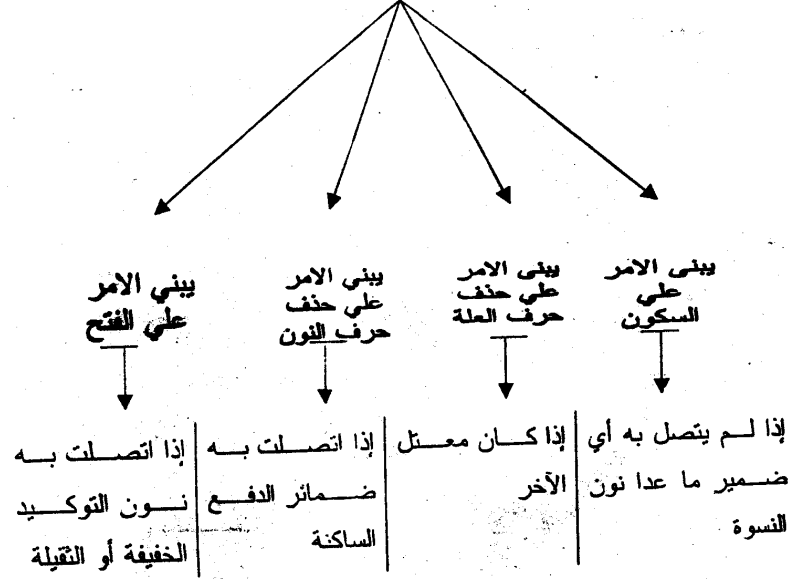 يبنى الامر
علي
السكون
يبنى الامر
علي حذف
حرف العلة
يبني الامر
علي حذف
حرف النون
يبني الامر
علي الفتح
إذا لم يتصل به أي
ضمير ما عدا نون
النسوة
إذا كان معتل
الآخر
إذا اتصلت به
ضمائر الدفع
الساكنة
إذا اتصلت به
نون التوكيد
الخفيفة أو الثقيلة